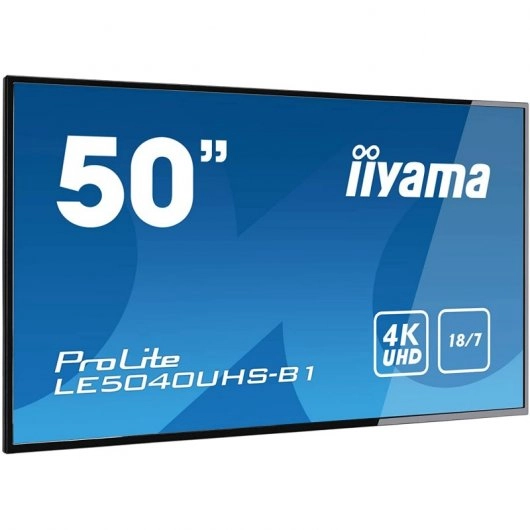 50”
iiyama
4K
UHD
18/7
ProLite
LE5040UHS-B1